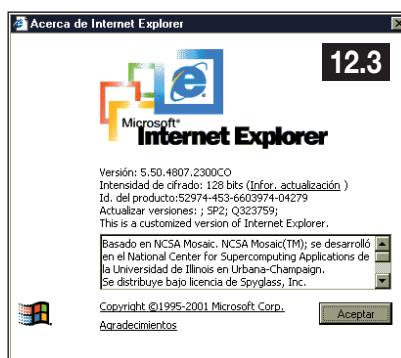 Acerca de Internet Explorer
12.3
Microsoft®
Internet Explorer
Versión: 5.50.4807.2300CO
Intensidad de cifrado: 128 bits (Infor. actualización )
Id. del producto:52974-453-6603974-04279
Actualizar versiones: ; SP2; Q323759;
This is a customized version of Internet Explorer.
Basado en NCSA Mosaic. NCSA Mosaic(TM); se desarrolló
en el National Center for Supercomputing Applications de
la Universidad de Illinois en Urbana-Champaign.
Se distribuye bajo licencia de Spyglass, Inc.
Copyright ©1995-2001 Microsoft Corp.
Aceptar
Agradecimientos